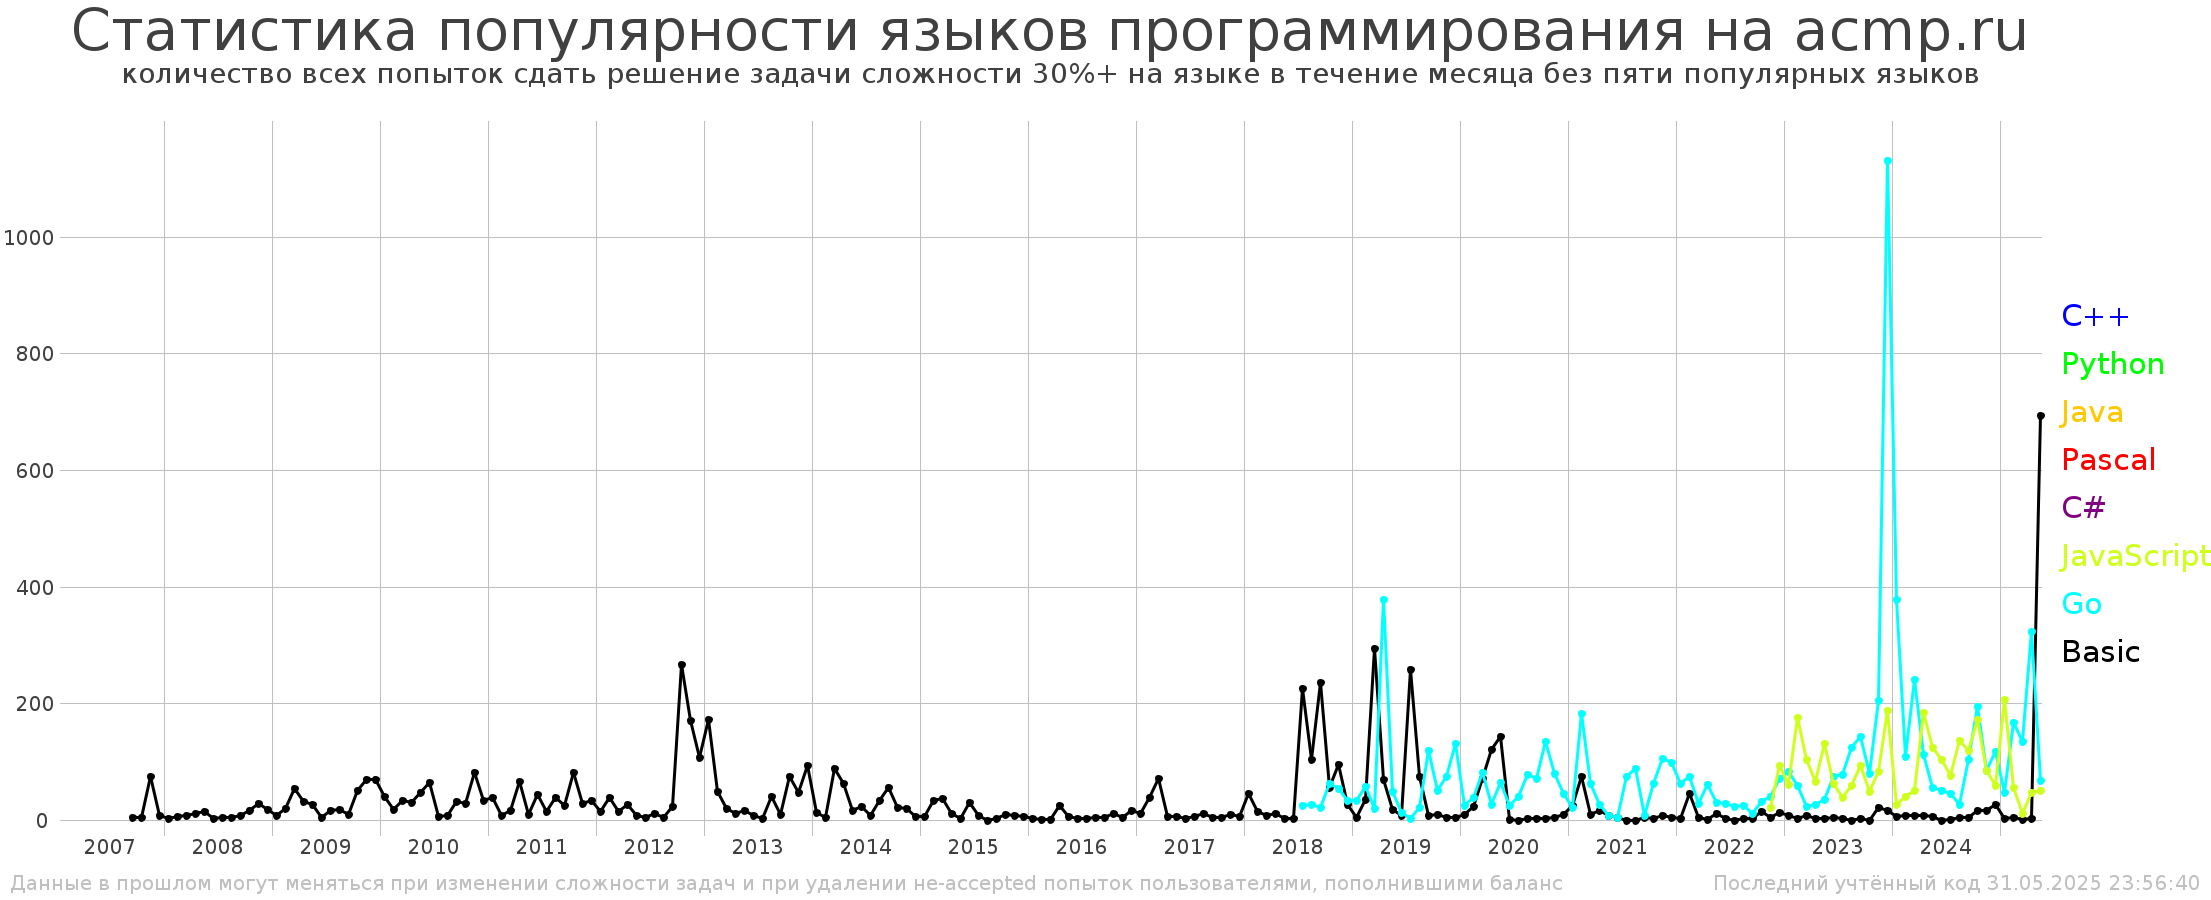 Статистика популярности языков программирования на acmp.ru
количество всех попыток сдать решение задачи сложности 30%+ на языке в течение месяца без пяти популярных языков
1000
800
600
400
200
0
C++
Python
Java
Pascal
C#
JavaScript
Go
Basic
2007 2008 2009 2010 2011 2012 2013 2014 2015 2016 2017 2018 2019 2020 2021 2022 2023 2024
Данные в прошлом могут меняться при изменении сложности задач и при удалении не-accepted попыток пользователями, пополнившими баланс
Последний учтённый код 31.05.2025 23:56:40